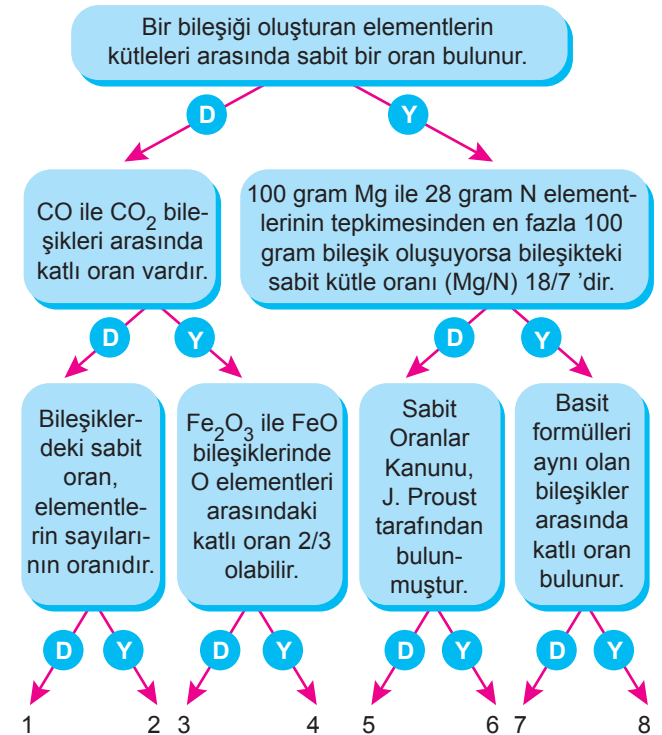 Bir bileşiği oluşturan elementlerin
kütleleri arasında sabit bir oran bulunur.
D
Y
CO ile CO₂ bile-
şikleri arasında
katlı oran vardır.
100 gram Mg ile 28 gram N element-
lerinin tepkimesinden en fazla 100
gram bileşik oluşuyorsa bileşikteki
sabit kütle oranı (Mg/N) 18/7 ’dir.
D
Y
D
Y
Bileşikler-
deki sabit
oran,
elementle-
rin sayıları-
nın oranıdır.
Fe₂O₃ ile FeO
bileşiklerinde
O elementleri
arasındaki
katlı oran 2/3
olabilir.
Sabit
Oranlar
Kanunu,
J. Proust
tarafından
bulun-
muştur.
Basit
formülleri
aynı olan
bileşikler
arasında
katlı oran
bulunur.
D
Y
D
Y
D
Y
D
Y
1
2
3
4
5
6
7
8